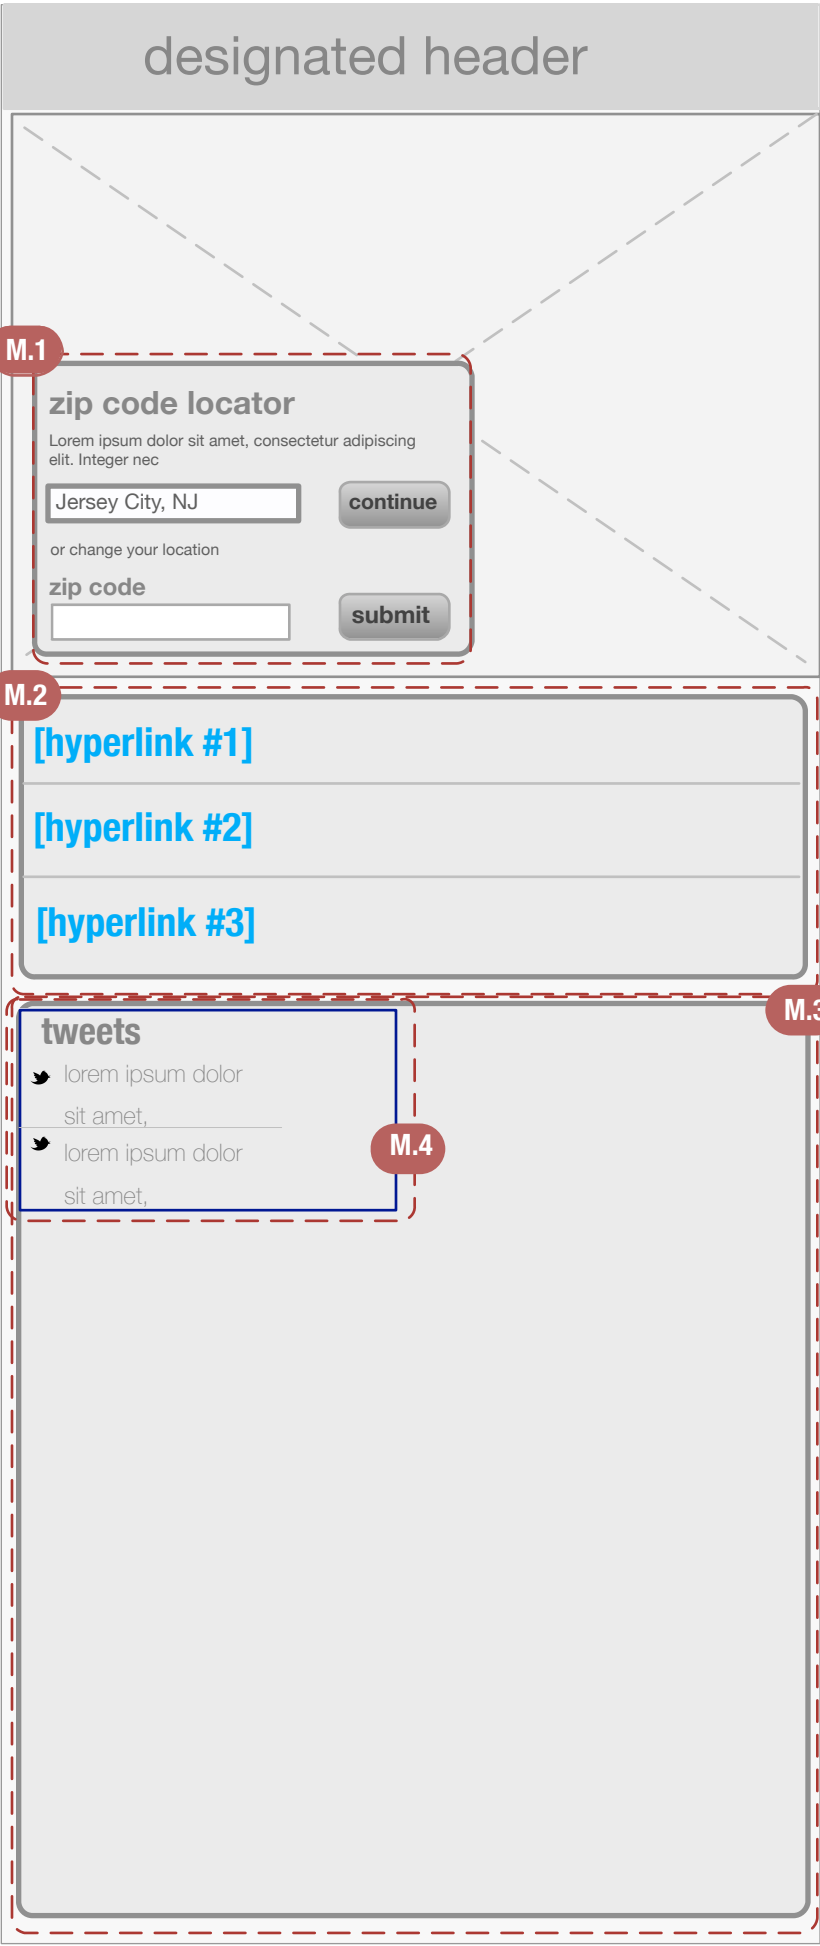 designated header
M.1
zip code locator
Lorem ipsum dolor sit amet, consectetur adipiscing
elit. Integer nec
Jersey City, NJ
continue
or change your location
zip code
submit
M.2
[hyperlink #1]
[hyperlink #2]
[hyperlink #3]
M.3
tweets
lorem ipsum dolor
sit amet,
M.4
lorem ipsum dolor
sit amet,